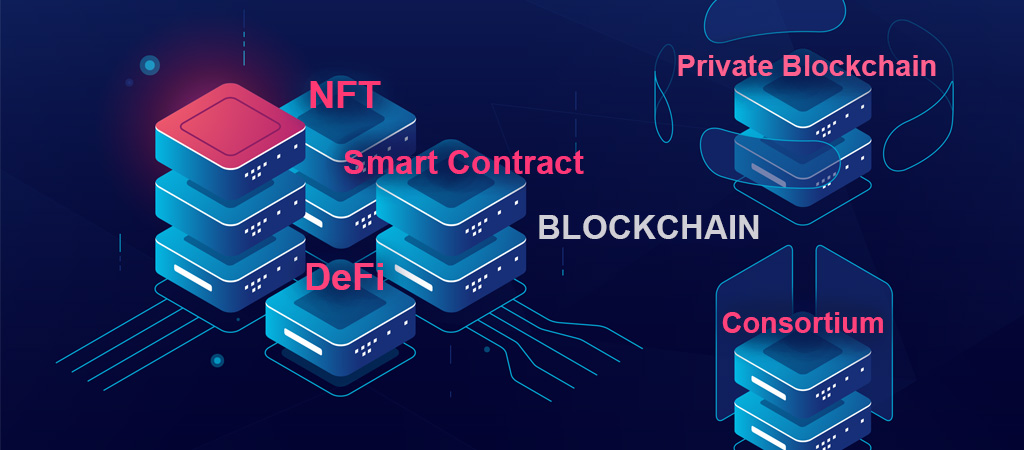 NFT
Private Blockchain
Smart Contract
BLOCKCHAIN
DeFi
Consortium